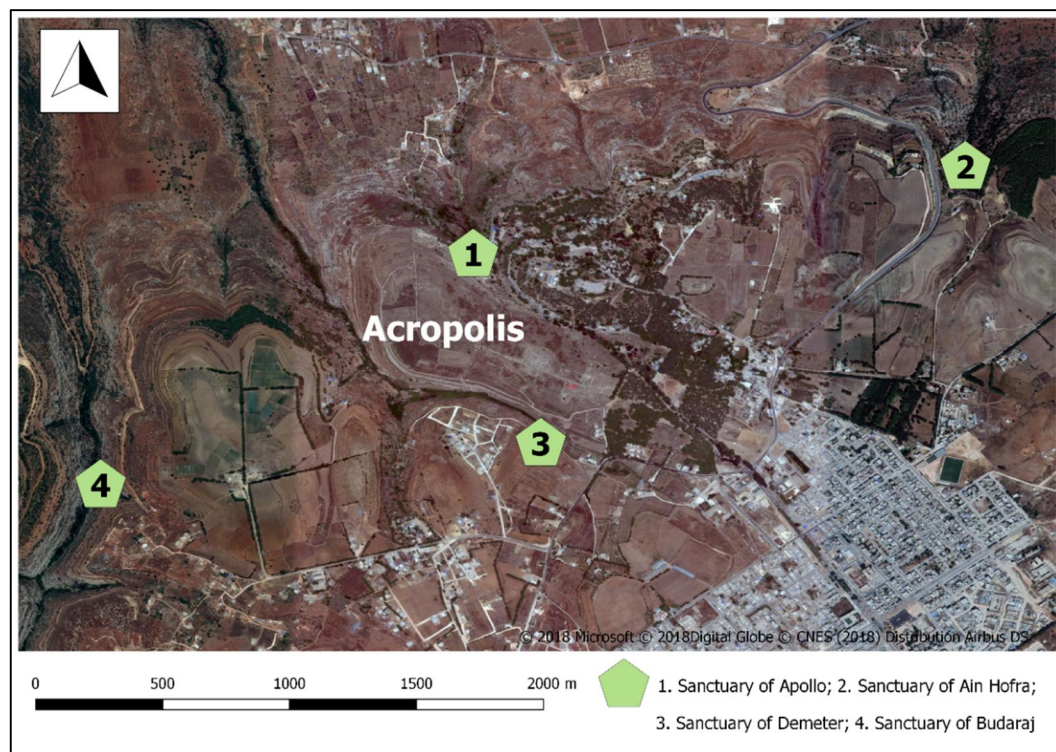 2
1
Acropolis
3
4
© 2018 Microsoft © 2018Digital Globe © CNES (2018) Distribution Airbus DS
0 500 1000 1500 2000 m
1. Sanctuary of Apollo; 2. Sanctuary of Ain Hofra;
3. Sanctuary of Demeter; 4. Sanctuary of Budaraj